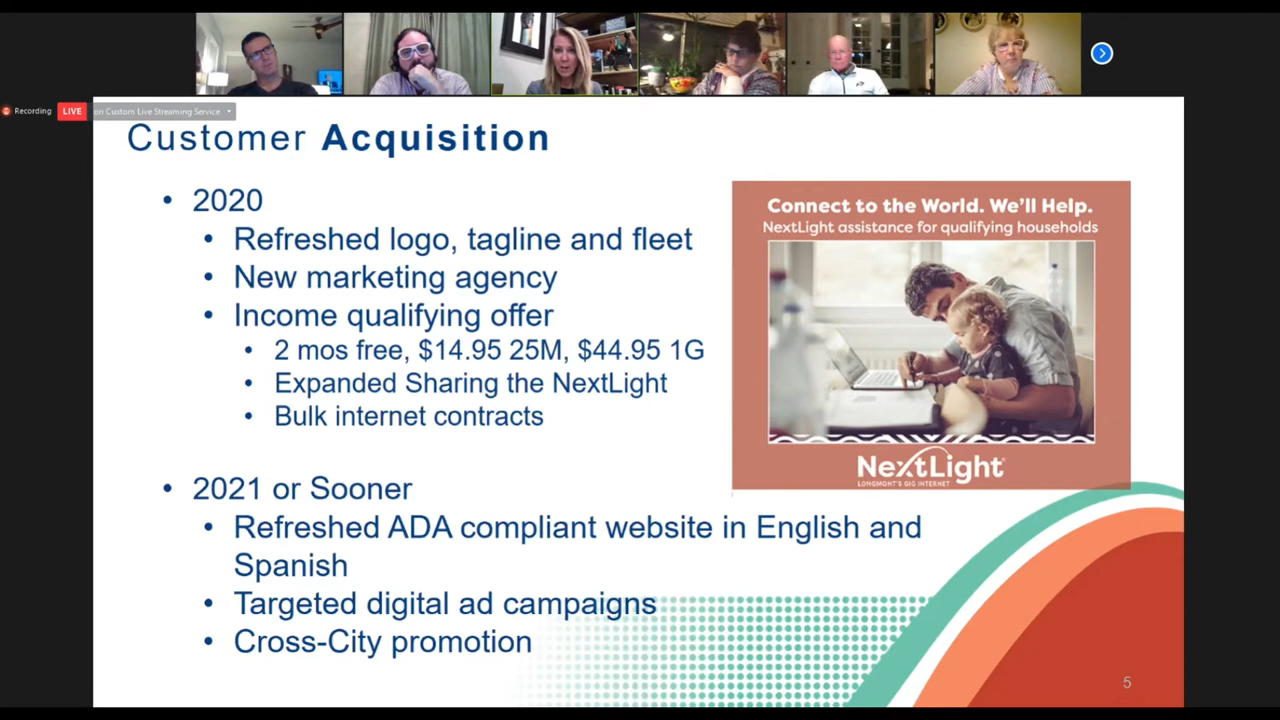 Recording
LIVE
on Custom Live Streaming Service
Customer Acquisition
• 2020
• Refreshed logo, tagline and fleet
• New marketing agency
• Income qualifying offer
• 2 mos free, $14.95 25M, $44.95 1G
• Expanded Sharing the NextLight
• Bulk internet contracts
Connect to the World. We'll Help.
NextLight assistance for qualifying households
NextLight
LONGMONT'S GIG INTERNET
• 2021 or Sooner
• Refreshed ADA compliant website in English and
Spanish
• Targeted digital ad campaigns
• Cross-City promotion
5